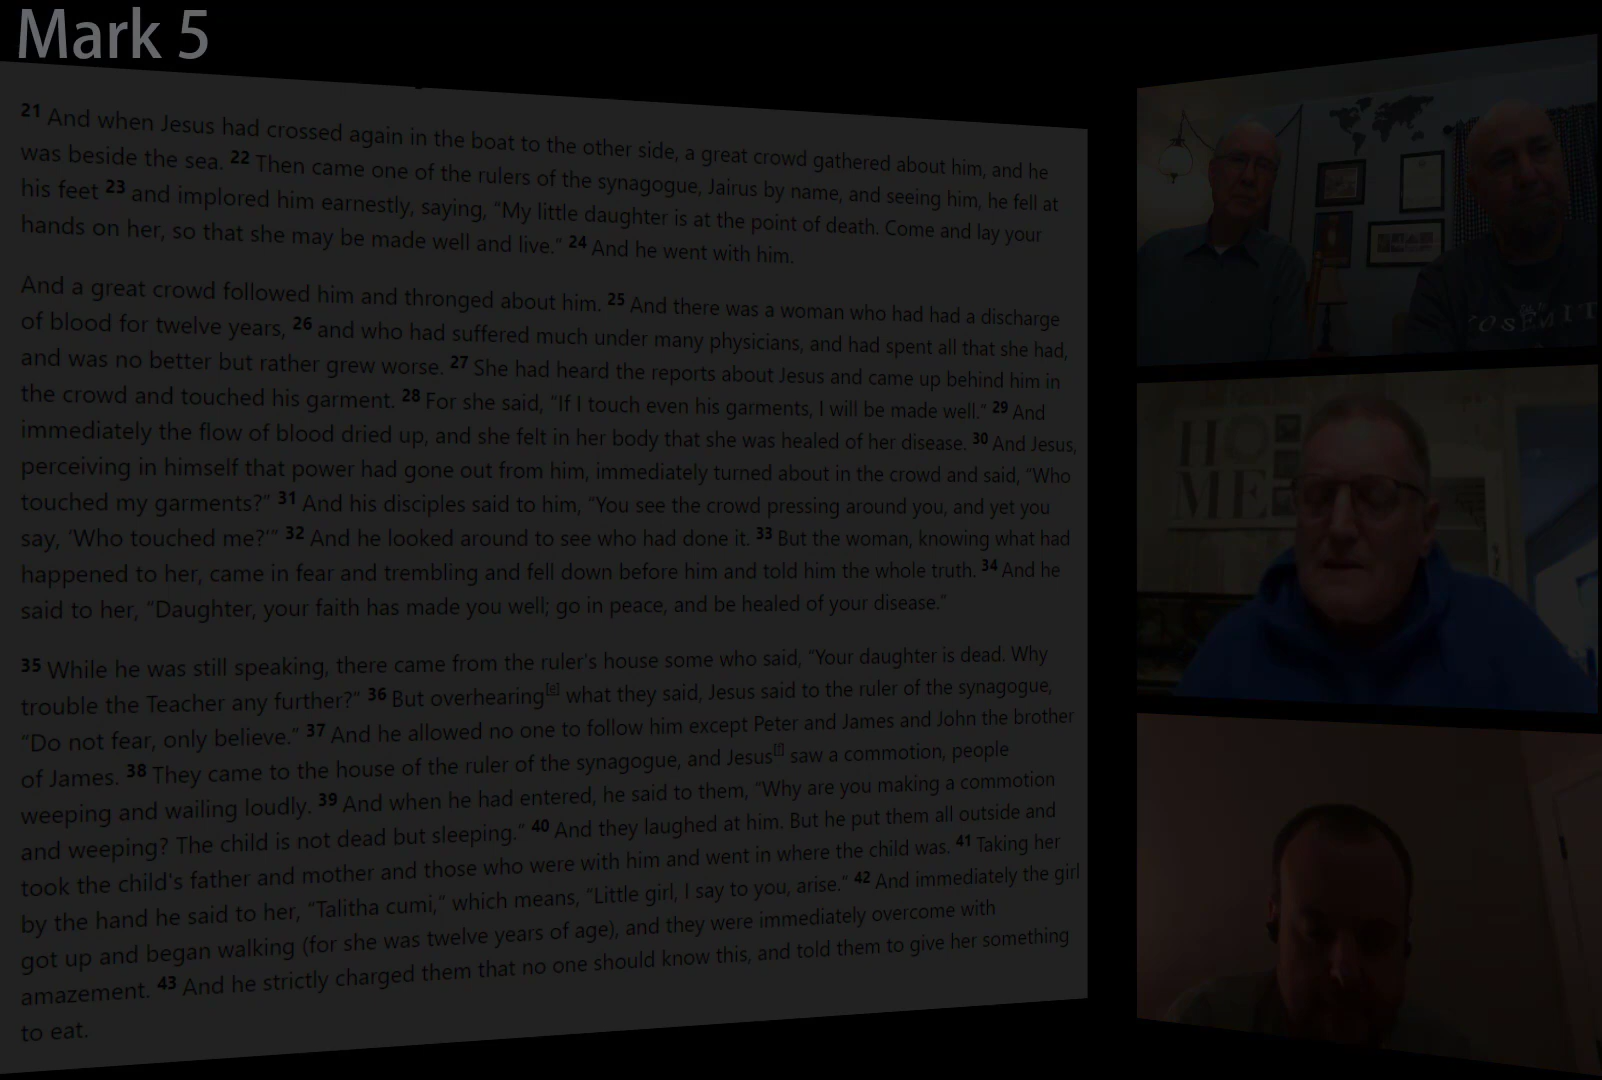 Mark 5
21 And when Jesus had crossed again in the boat to the other side, a great crowd gathered about him, and he
was beside the sea. 22 Then came one of the rulers of the synagogue, Jairus by name, and seeing him, he fell at
his feet 23 and implored him earnestly, saying, “My little daughter is at the point of death. Come and lay your
hands on her, so that she may be made well and live.” 24 And he went with him.
And a great crowd followed him and thronged about him. 25 And there was a woman who had had a discharge
of blood for twelve years, 26 and who had suffered much under many physicians, and had spent all that she had,
and was no better but rather grew worse. 27 She had heard the reports about Jesus and came up behind him in
the crowd and touched his garment. 28 For she said, “If I touch even his garments, I will be made well.” 29 And
immediately the flow of blood dried up, and she felt in her body that she was healed of her disease. 30 And Jesus,
perceiving in himself that power had gone out from him, immediately turned about in the crowd and said, “Who
touched my garments?” 31 And his disciples said to him, “You see the crowd pressing around you, and yet you
say, ‘Who touched me?’” 32 And he looked around to see who had done it. 33 But the woman, knowing what had
happened to her, came in fear and trembling and fell down before him and told him the whole truth. 34 And he
said to her, “Daughter, your faith has made you well; go in peace, and be healed of your disease.”
35 While he was still speaking, there came from the ruler's house some who said, “Your daughter is dead. Why
trouble the Teacher any further?” 36 But overhearing[e] what they said, Jesus said to the ruler of the synagogue,
“Do not fear, only believe.” 37 And he allowed no one to follow him except Peter and James and John the brother
of James. 38 They came to the house of the ruler of the synagogue, and Jesus[f] saw a commotion, people
weeping and wailing loudly. 39 And when he had entered, he said to them, “Why are you making a commotion
and weeping? The child is not dead but sleeping.” 40 And they laughed at him. But he put them all outside and
took the child's father and mother and those who were with him and went in where the child was. 41 Taking her
by the hand he said to her, “Talitha cumi,” which means, “Little girl, I say to you, arise.” 42 And immediately the girl
got up and began walking (for she was twelve years of age), and they were immediately overcome with
amazement. 43 And he strictly charged them that no one should know this, and told them to give her something
to eat.
HO
ME